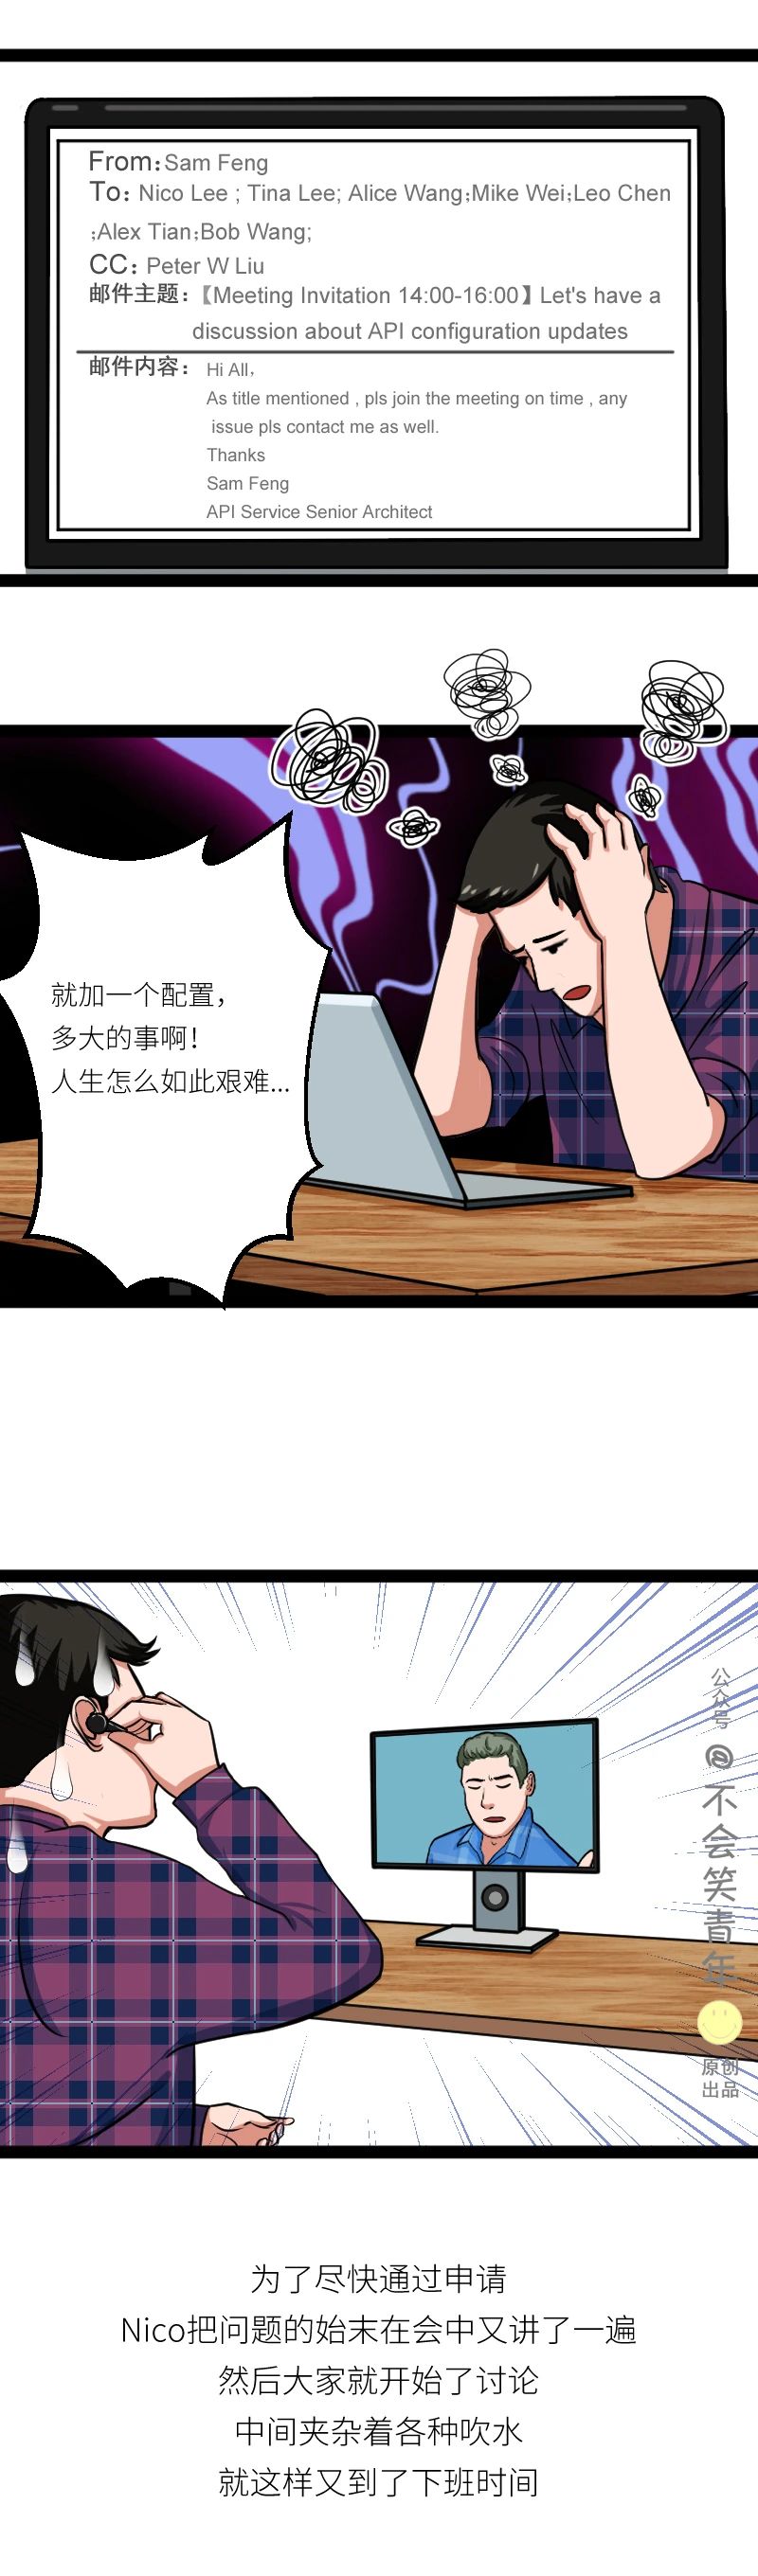 From:Sam Feng
To: Nico Lee ; Tina Lee; Alice Wang;Mike Wei;Leo Chen
;Alex Tian;Bob Wang;
CC: Peter W Liu
邮件主题:【Meeting Invitation 14:00-16:00】Let's have a
discussion about API configuration updates
邮件内容: Hi All,
As title mentioned , pls join the meeting on time , any
issue pls contact me as well.
Thanks
Sam Feng
API Service Senior Architect
就加一个配置，
多大的事啊！
人生怎么如此艰难...
公众号
@不会笑青年
原创
出品
为了尽快通过申请
Nico把问题的始末在会中又讲了一遍
然后大家就开始了讨论
中间夹杂着各种吹水
就这样又到了下班时间